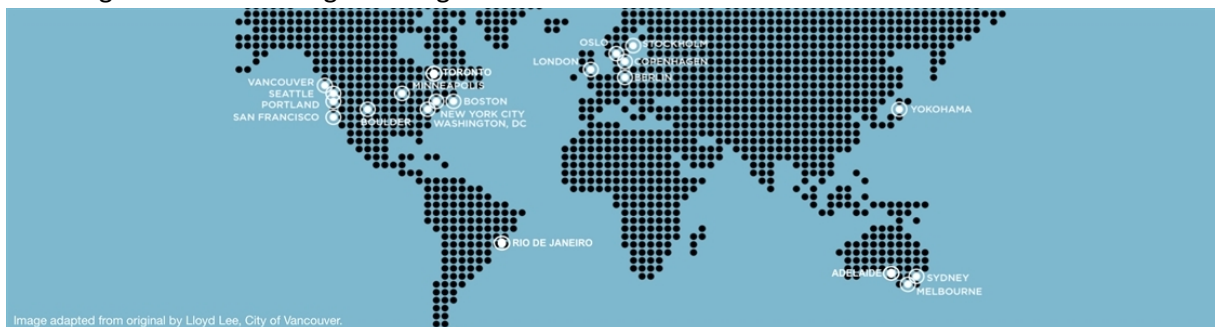 OSLO
STOCKHOLM
LONDON
COPENHAGEN
BERLIN
TORONTO
MINNEAPOLIS
VANCOUVER
SEATTLE
PORTLAND
SAN FRANCISCO
BOULDER
BOSTON
NEW YORK CITY
WASHINGTON, DC
YOKOHAMA
RIO DE JANEIRO
ADELAIDE
SYDNEY
MELBOURNE
Image adapted from original by Lloyd Lee, City of Vancouver.